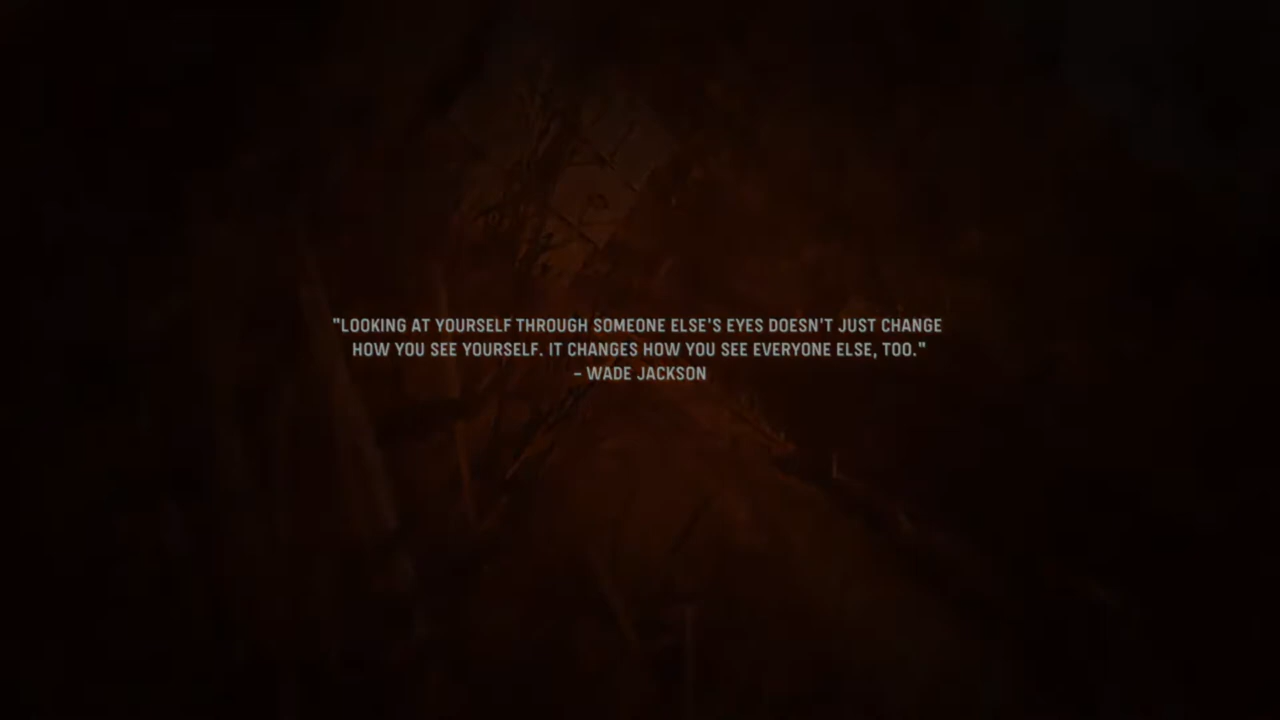 "LOOKING AT YOURSELF THROUGH SOMEONE ELSE'S EYES DOESN'T JUST CHANGE
HOW YOU SEE YOURSELF. IT CHANGES HOW YOU SEE EVERYONE ELSE, TOO."
– WADE JACKSON